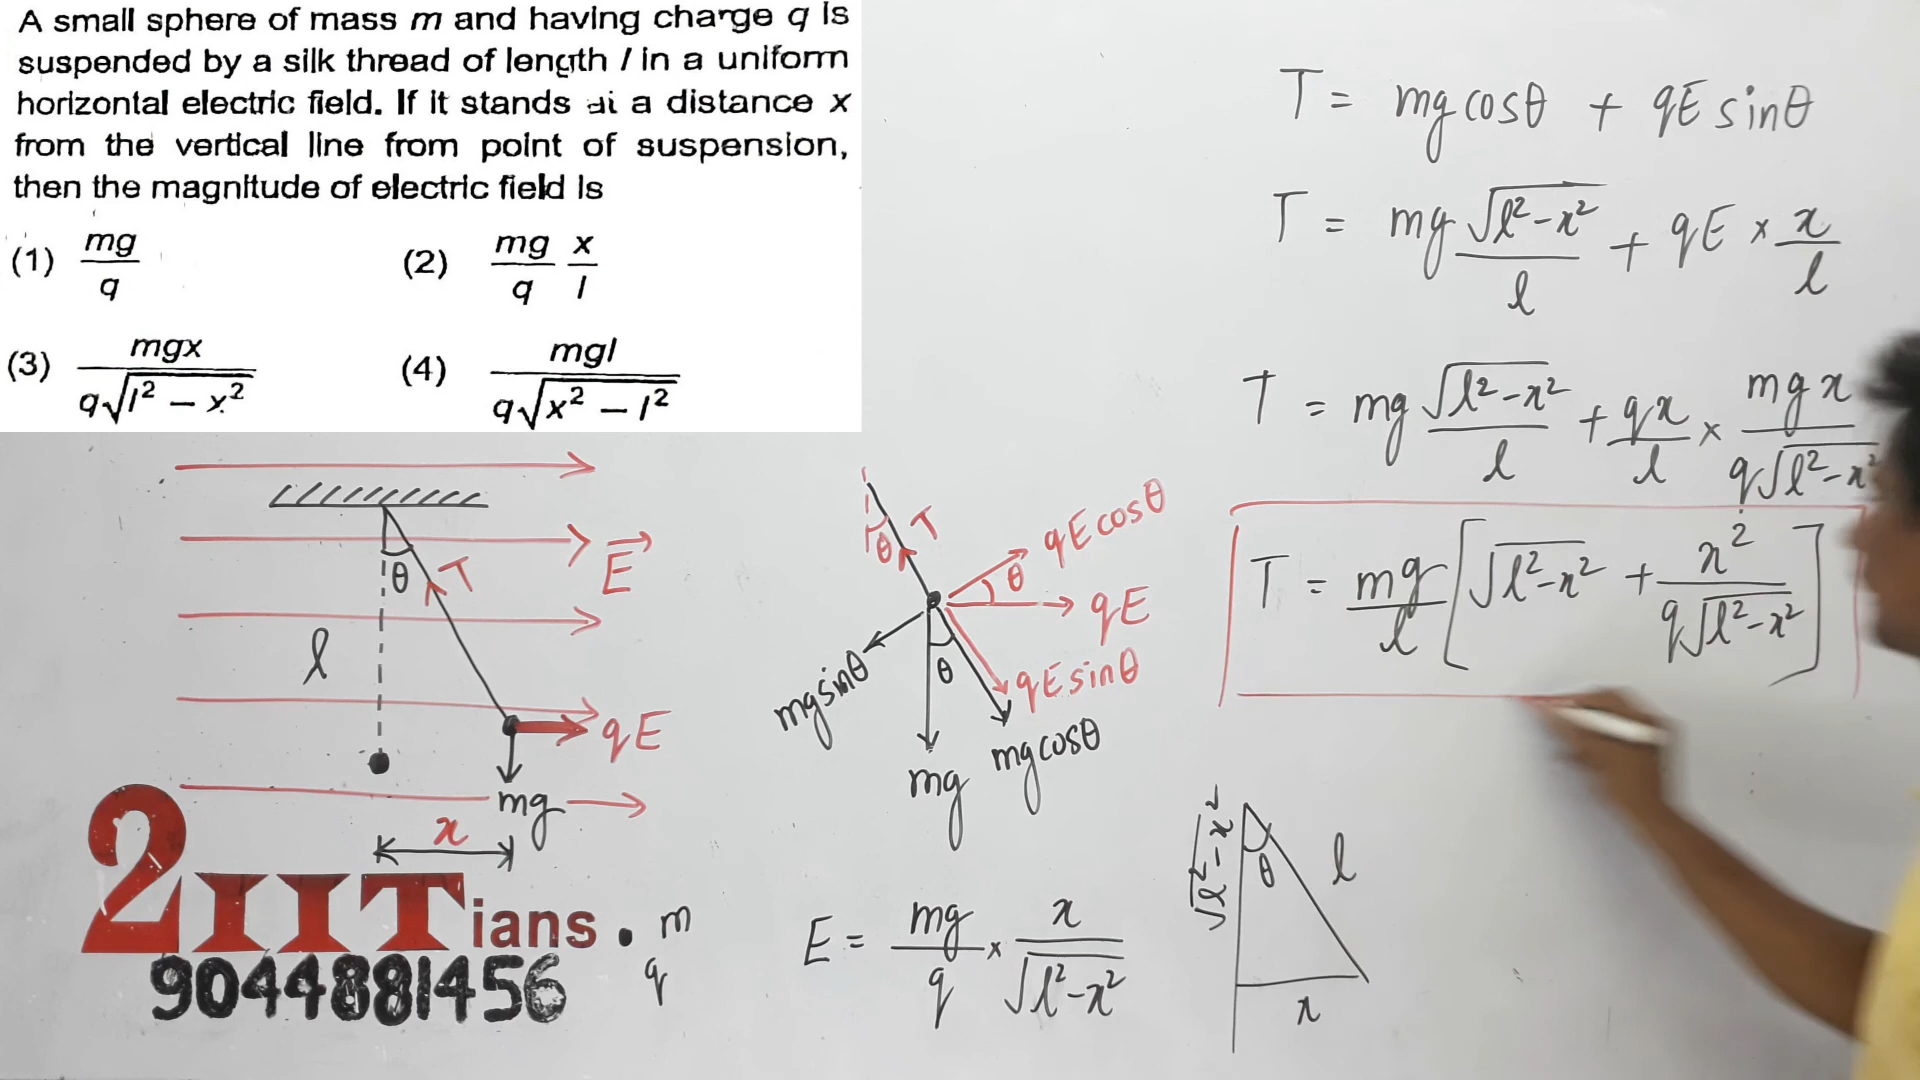 A small sphere of mass m and having charge q is
suspended by a silk thread of length l in a uniform
horizontal electric field. If it stands at a distance x
from the vertical line from point of suspension,
then the magnitude of electric field is
(1) mg/q
(2) mg/q x/l
(3) mgx/q√l² – x²
(4) mgl/q√x² – l²
θ T
E
l
qE
mg
x
2IITians.
9044881456
m
q
θ T
qE cosθ
θ
qE
mg sinθ
θ
qE sinθ
mg cosθ
mg
E = mg/q × x/√l²-x²
T = mg cosθ + qE sinθ
T = mg √l²-x²/l + qE × x/l
T = mg √l²-x²/l + qx/l × mgx/q√l²-x²
T = mg/l [√l²-x² + x²/q√l²-x²]
√l²-x²
θ
l
x